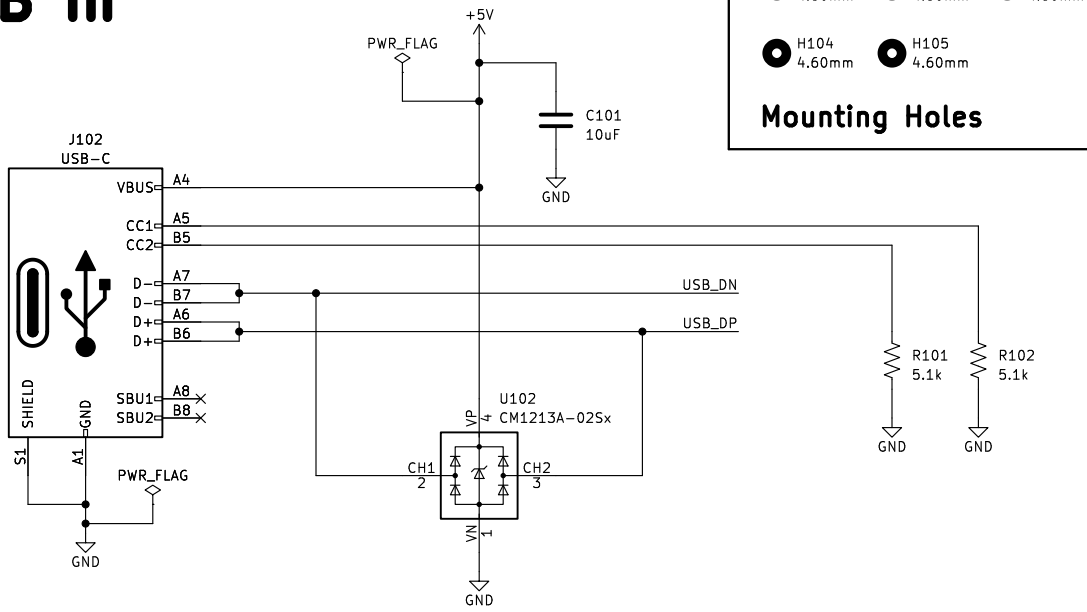 +5V
PWR_FLAG
C101
10uF
GND
H104
4.60mm
H105
4.60mm
Mounting Holes
J102
USB-C
VBUS
A4
CC1
A5
CC2
B5
D-
A7
D-
B7
D+
A6
D+
B6
SBU1
A8
SBU2
B8
SHIELD
GND
S1
A1
PWR_FLAG
GND
USB_DN
USB_DP
U102
CM1213A-02Sx
VP
4
CH1
2
CH2
3
VN
1
GND
R101
5.1k
GND
R102
5.1k
GND